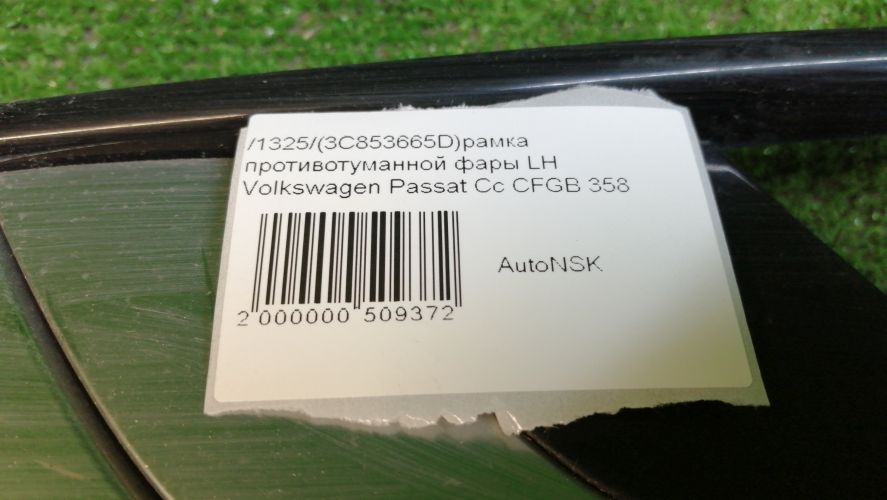 /1325/(3C853665D)рамка
противотуманной фары LH
Volkswagen Passat Cc CFGB 358
AutoNSK
2 000000 509372